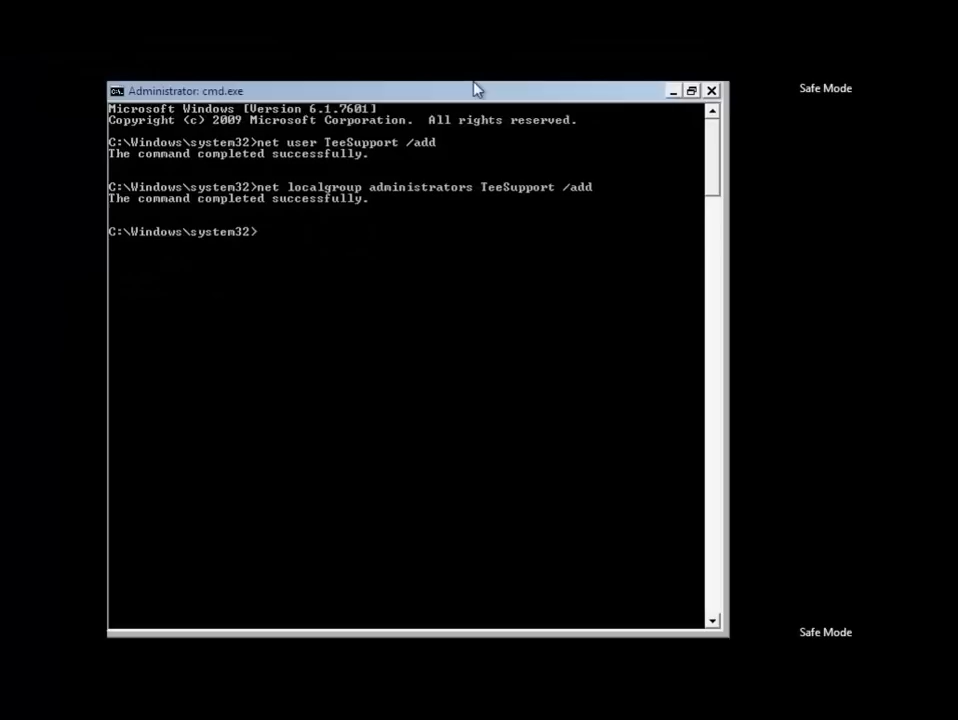 Administrator: cmd.exe
Safe Mode
Microsoft Windows [Version 6.1.7601]
Copyright (c) 2009 Microsoft Corporation.  All rights reserved.
C:\Windows\system32>net user TeeSupport /add
The command completed successfully.
C:\Windows\system32>net localgroup administrators TeeSupport /add
The command completed successfully.
C:\Windows\system32>
Safe Mode